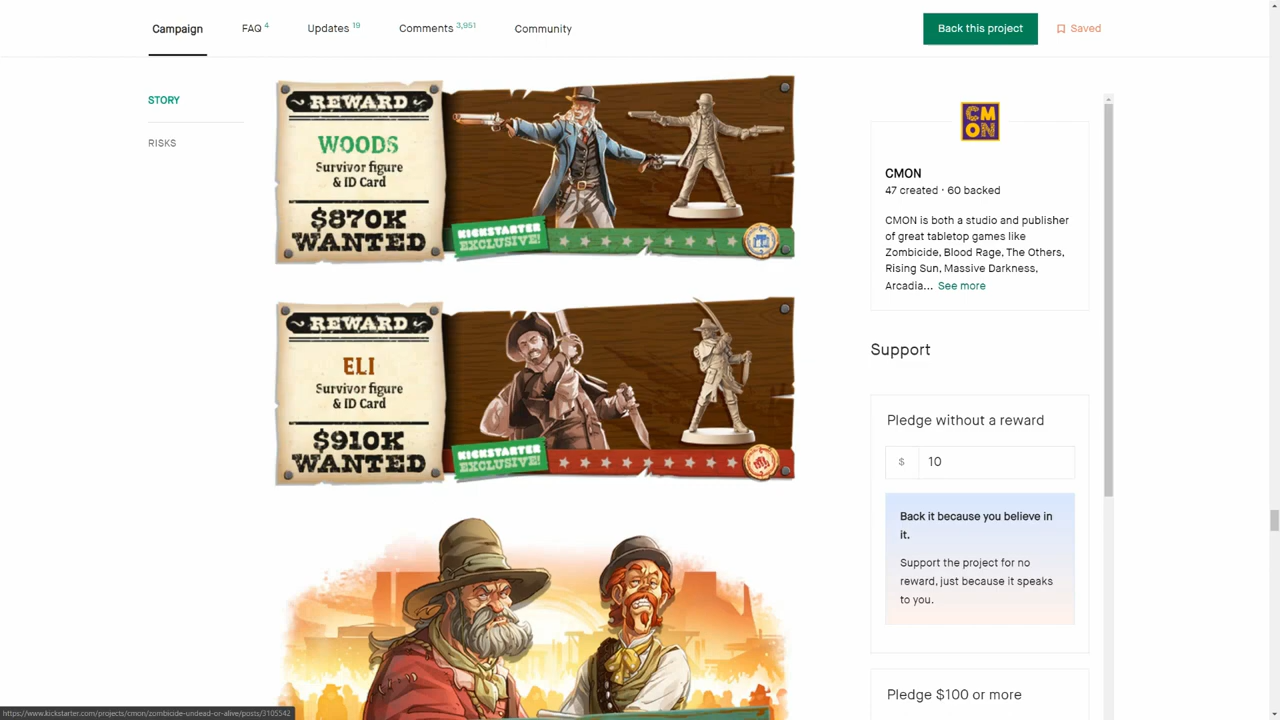 Campaign
FAQ 4
Updates 19
Comments 3,951
Community
Back this project
Saved
STORY
RISKS
REWARD
WOODS
Survivor figure
& ID Card
$870K
WANTED
KICKSTARTER
EXCLUSIVE!
REWARD
ELI
Survivor figure
& ID Card
$910K
WANTED
KICKSTARTER
EXCLUSIVE!
CMON
CMON
47 created · 60 backed
CMON is both a studio and publisher
of great tabletop games like
Zombicide, Blood Rage, The Others,
Rising Sun, Massive Darkness,
Arcadia... See more
Support
Pledge without a reward
$ 10
Back it because you believe in
it.
Support the project for no
reward, just because it speaks
to you.
Pledge $100 or more
https://www.kickstarter.com/projects/cmon/zombicide-undead-or-alive/posts/3105542